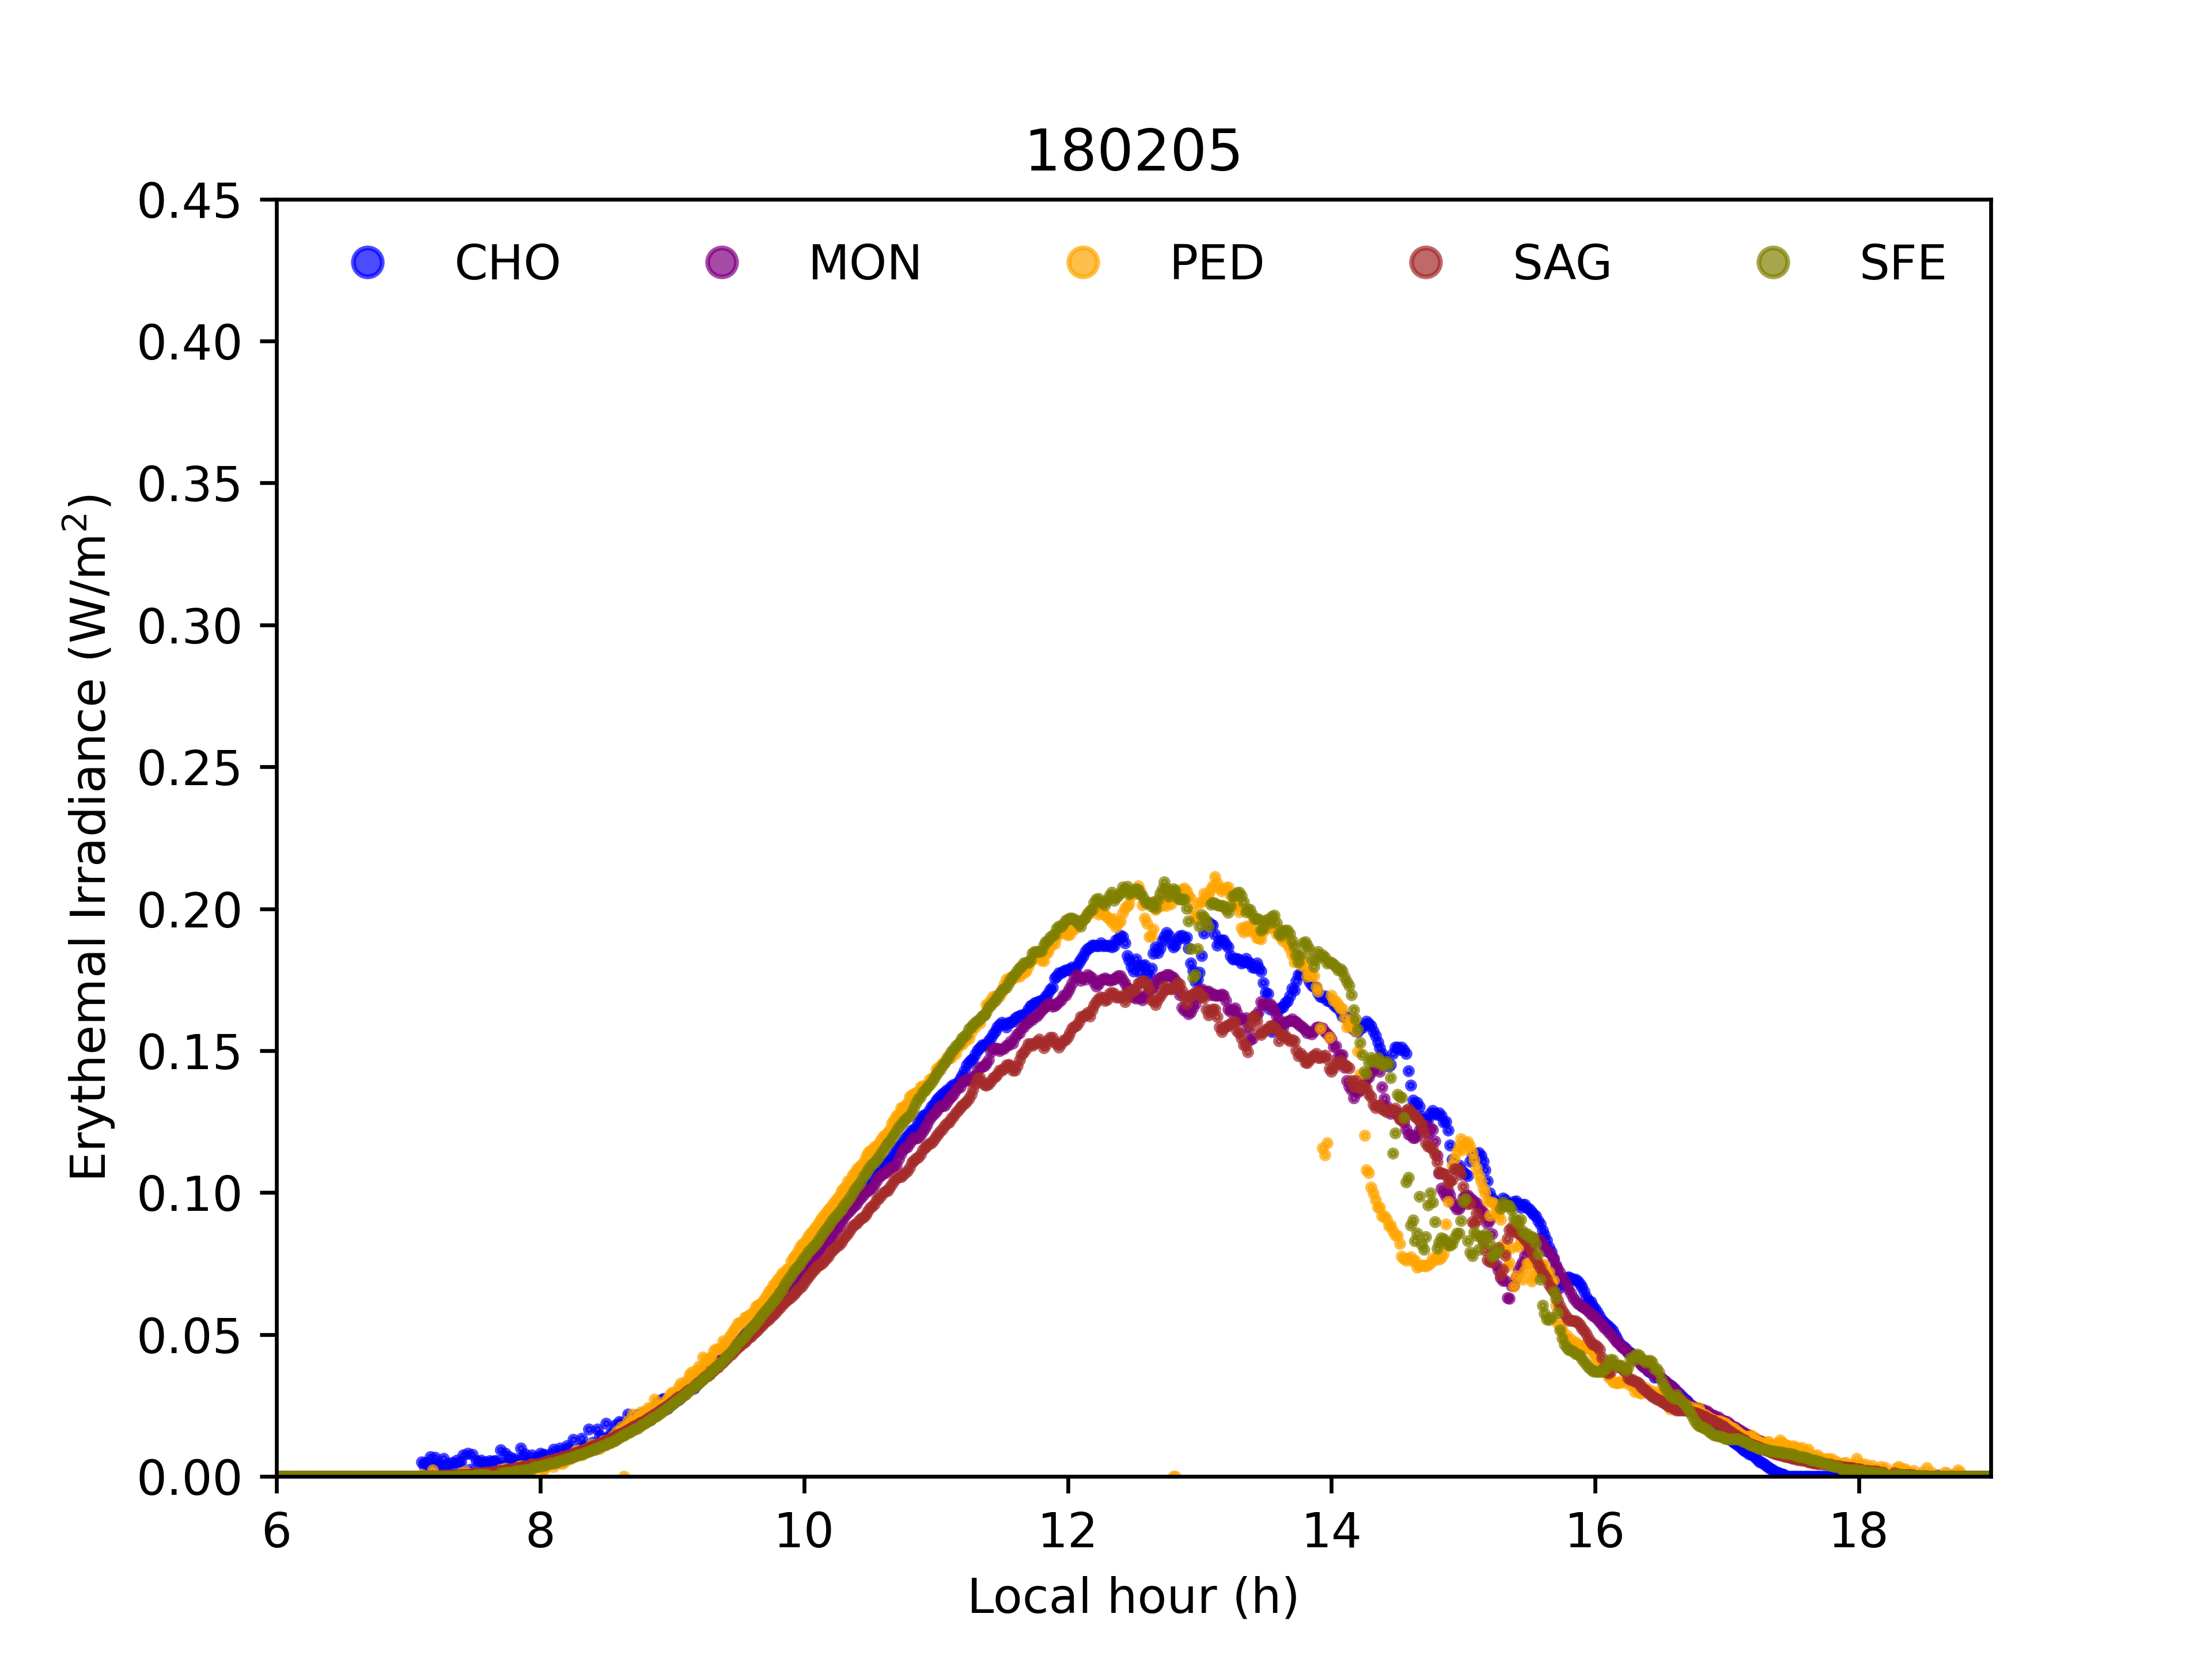 180205
CHO MON PED SAG SFE
Erythemal Irradiance (W/m²)
0.45
0.40
0.35
0.30
0.25
0.20
0.15
0.10
0.05
0.00
6 8 10 12 14 16 18
Local hour (h)